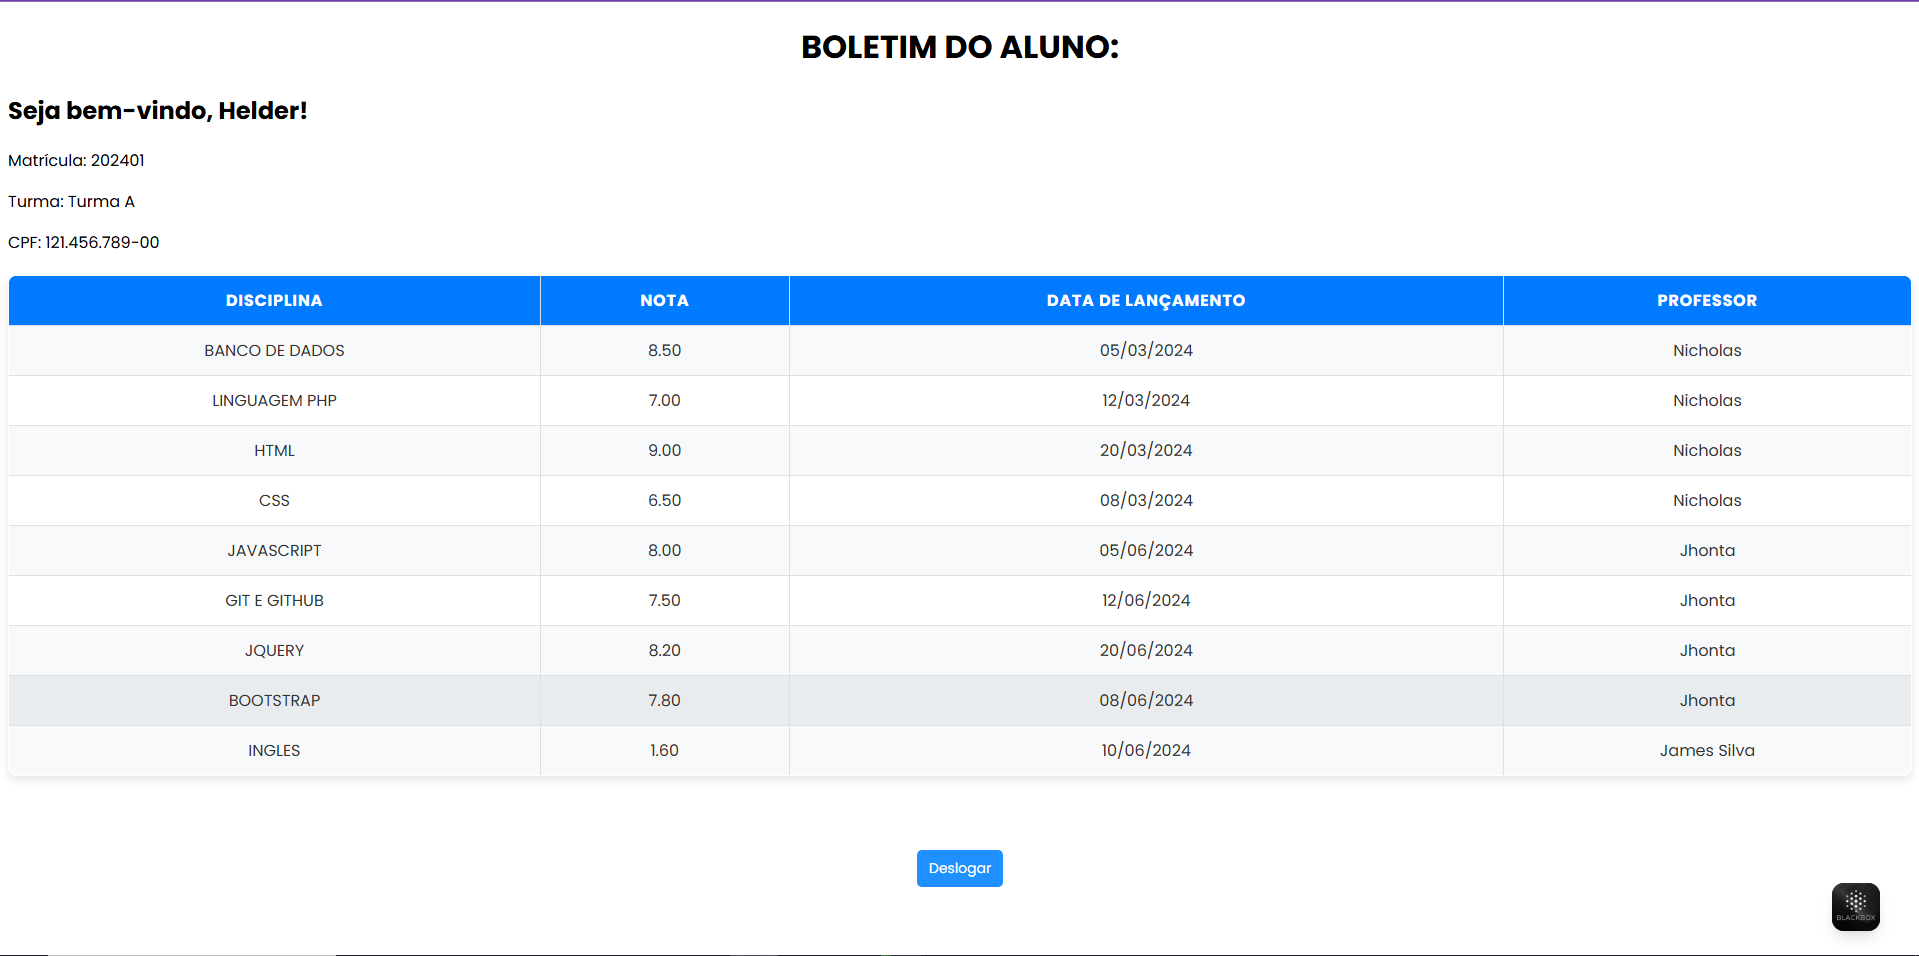 BOLETIM DO ALUNO:
Seja bem-vindo, Helder!
Matrícula: 202401
Turma: Turma A
CPF: 121.456.789-00
DISCIPLINA NOTA DATA DE LANÇAMENTO PROFESSOR
BANCO DE DADOS 8.50 05/03/2024 Nicholas
LINGUAGEM PHP 7.00 12/03/2024 Nicholas
HTML 9.00 20/03/2024 Nicholas
CSS 6.50 08/03/2024 Nicholas
JAVASCRIPT 8.00 05/06/2024 Jhonta
GIT E GITHUB 7.50 12/06/2024 Jhonta
JQUERY 8.20 20/06/2024 Jhonta
BOOTSTRAP 7.80 08/06/2024 Jhonta
INGLES 1.60 10/06/2024 James Silva
Deslogar
BLACKBOX